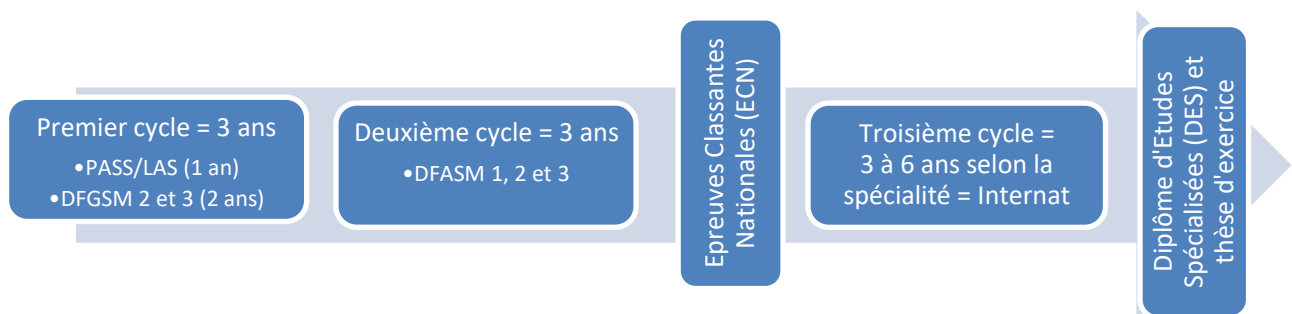 Premier cycle = 3 ans
•PASS/LAS (1 an)
•DFGSM 2 et 3 (2 ans)
Deuxième cycle = 3 ans
•DFASM 1, 2 et 3
Epreuves Classantes
Nationales (ECN)
Troisième cycle =
3 à 6 ans selon la
spécialité = Internat
Diplôme d'Etudes
Spécialisées (DES) et
thèse d'exercice